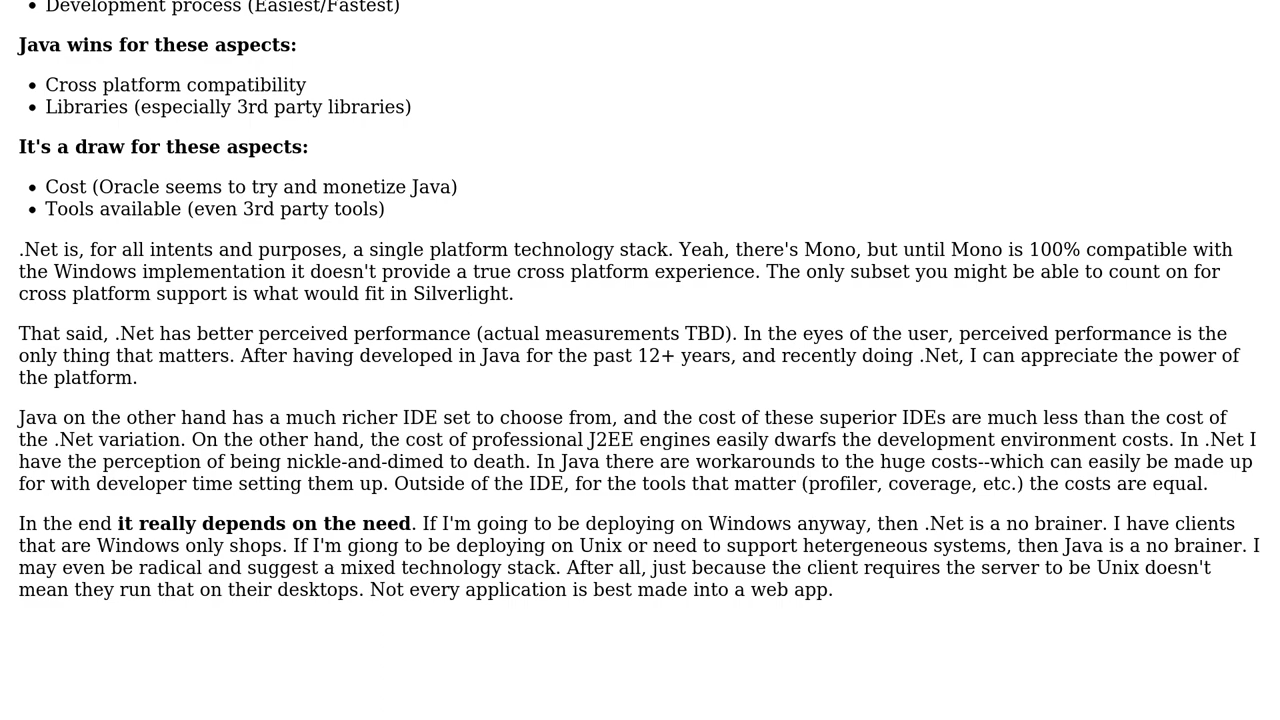 • Development process (Easiest/Fastest)
Java wins for these aspects:
• Cross platform compatibility
• Libraries (especially 3rd party libraries)
It's a draw for these aspects:
• Cost (Oracle seems to try and monetize Java)
• Tools available (even 3rd party tools)
.Net is, for all intents and purposes, a single platform technology stack. Yeah, there's Mono, but until Mono is 100% compatible with
the Windows implementation it doesn't provide a true cross platform experience. The only subset you might be able to count on for
cross platform support is what would fit in Silverlight.
That said, .Net has better perceived performance (actual measurements TBD). In the eyes of the user, perceived performance is the
only thing that matters. After having developed in Java for the past 12+ years, and recently doing .Net, I can appreciate the power of
the platform.
Java on the other hand has a much richer IDE set to choose from, and the cost of these superior IDEs are much less than the cost of
the .Net variation. On the other hand, the cost of professional J2EE engines easily dwarfs the development environment costs. In .Net I
have the perception of being nickle-and-dimed to death. In Java there are workarounds to the huge costs--which can easily be made up
for with developer time setting them up. Outside of the IDE, for the tools that matter (profiler, coverage, etc.) the costs are equal.
In the end it really depends on the need. If I'm going to be deploying on Windows anyway, then .Net is a no brainer. I have clients
that are Windows only shops. If I'm giong to be deploying on Unix or need to support hetergeneous systems, then Java is a no brainer. I
may even be radical and suggest a mixed technology stack. After all, just because the client requires the server to be Unix doesn't
mean they run that on their desktops. Not every application is best made into a web app.